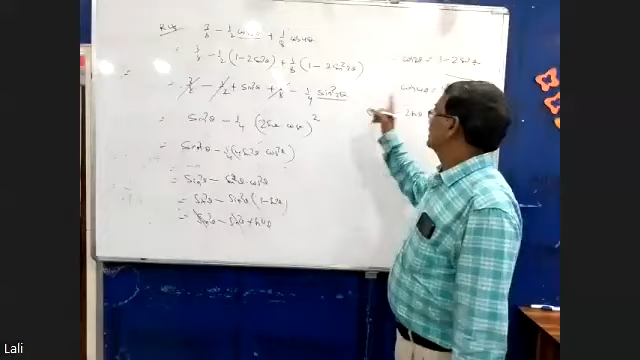 RHS 3/8 - 1/2 cos2θ + 1/8 cos4θ
= 3/8 - 1/2 (1-2sin²θ) + 1/8 (1-2sin²2θ)
= 3/8 - 1/2 + sin²θ + 1/8 - 1/4 sin²2θ
= sin²θ - 1/4 (2sinθ cosθ)²
= sin²θ - 1/4 (4sin²θ cos²θ)
= sin²θ - sin²θ cos²θ
= sin²θ - sin²θ (1-sin²θ)
= sin²θ - sin²θ + sin⁴θ
cos2θ = 1-2sin²θ
Lali